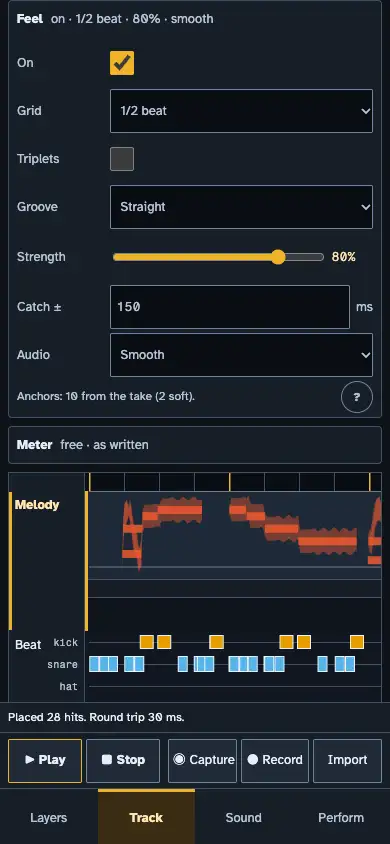 Feel on · 1/2 beat · 80% · smooth
On
Grid 1/2 beat
Triplets
Groove Straight
Strength 80%
Catch ± 150 ms
Audio Smooth
Anchors: 10 from the take (2 soft). ?
Meter free · as written
Melody
Beat kick
snare
hat
Placed 28 hits. Round trip 30 ms.
Play Stop Capture Record Import
Layers Track Sound Perform